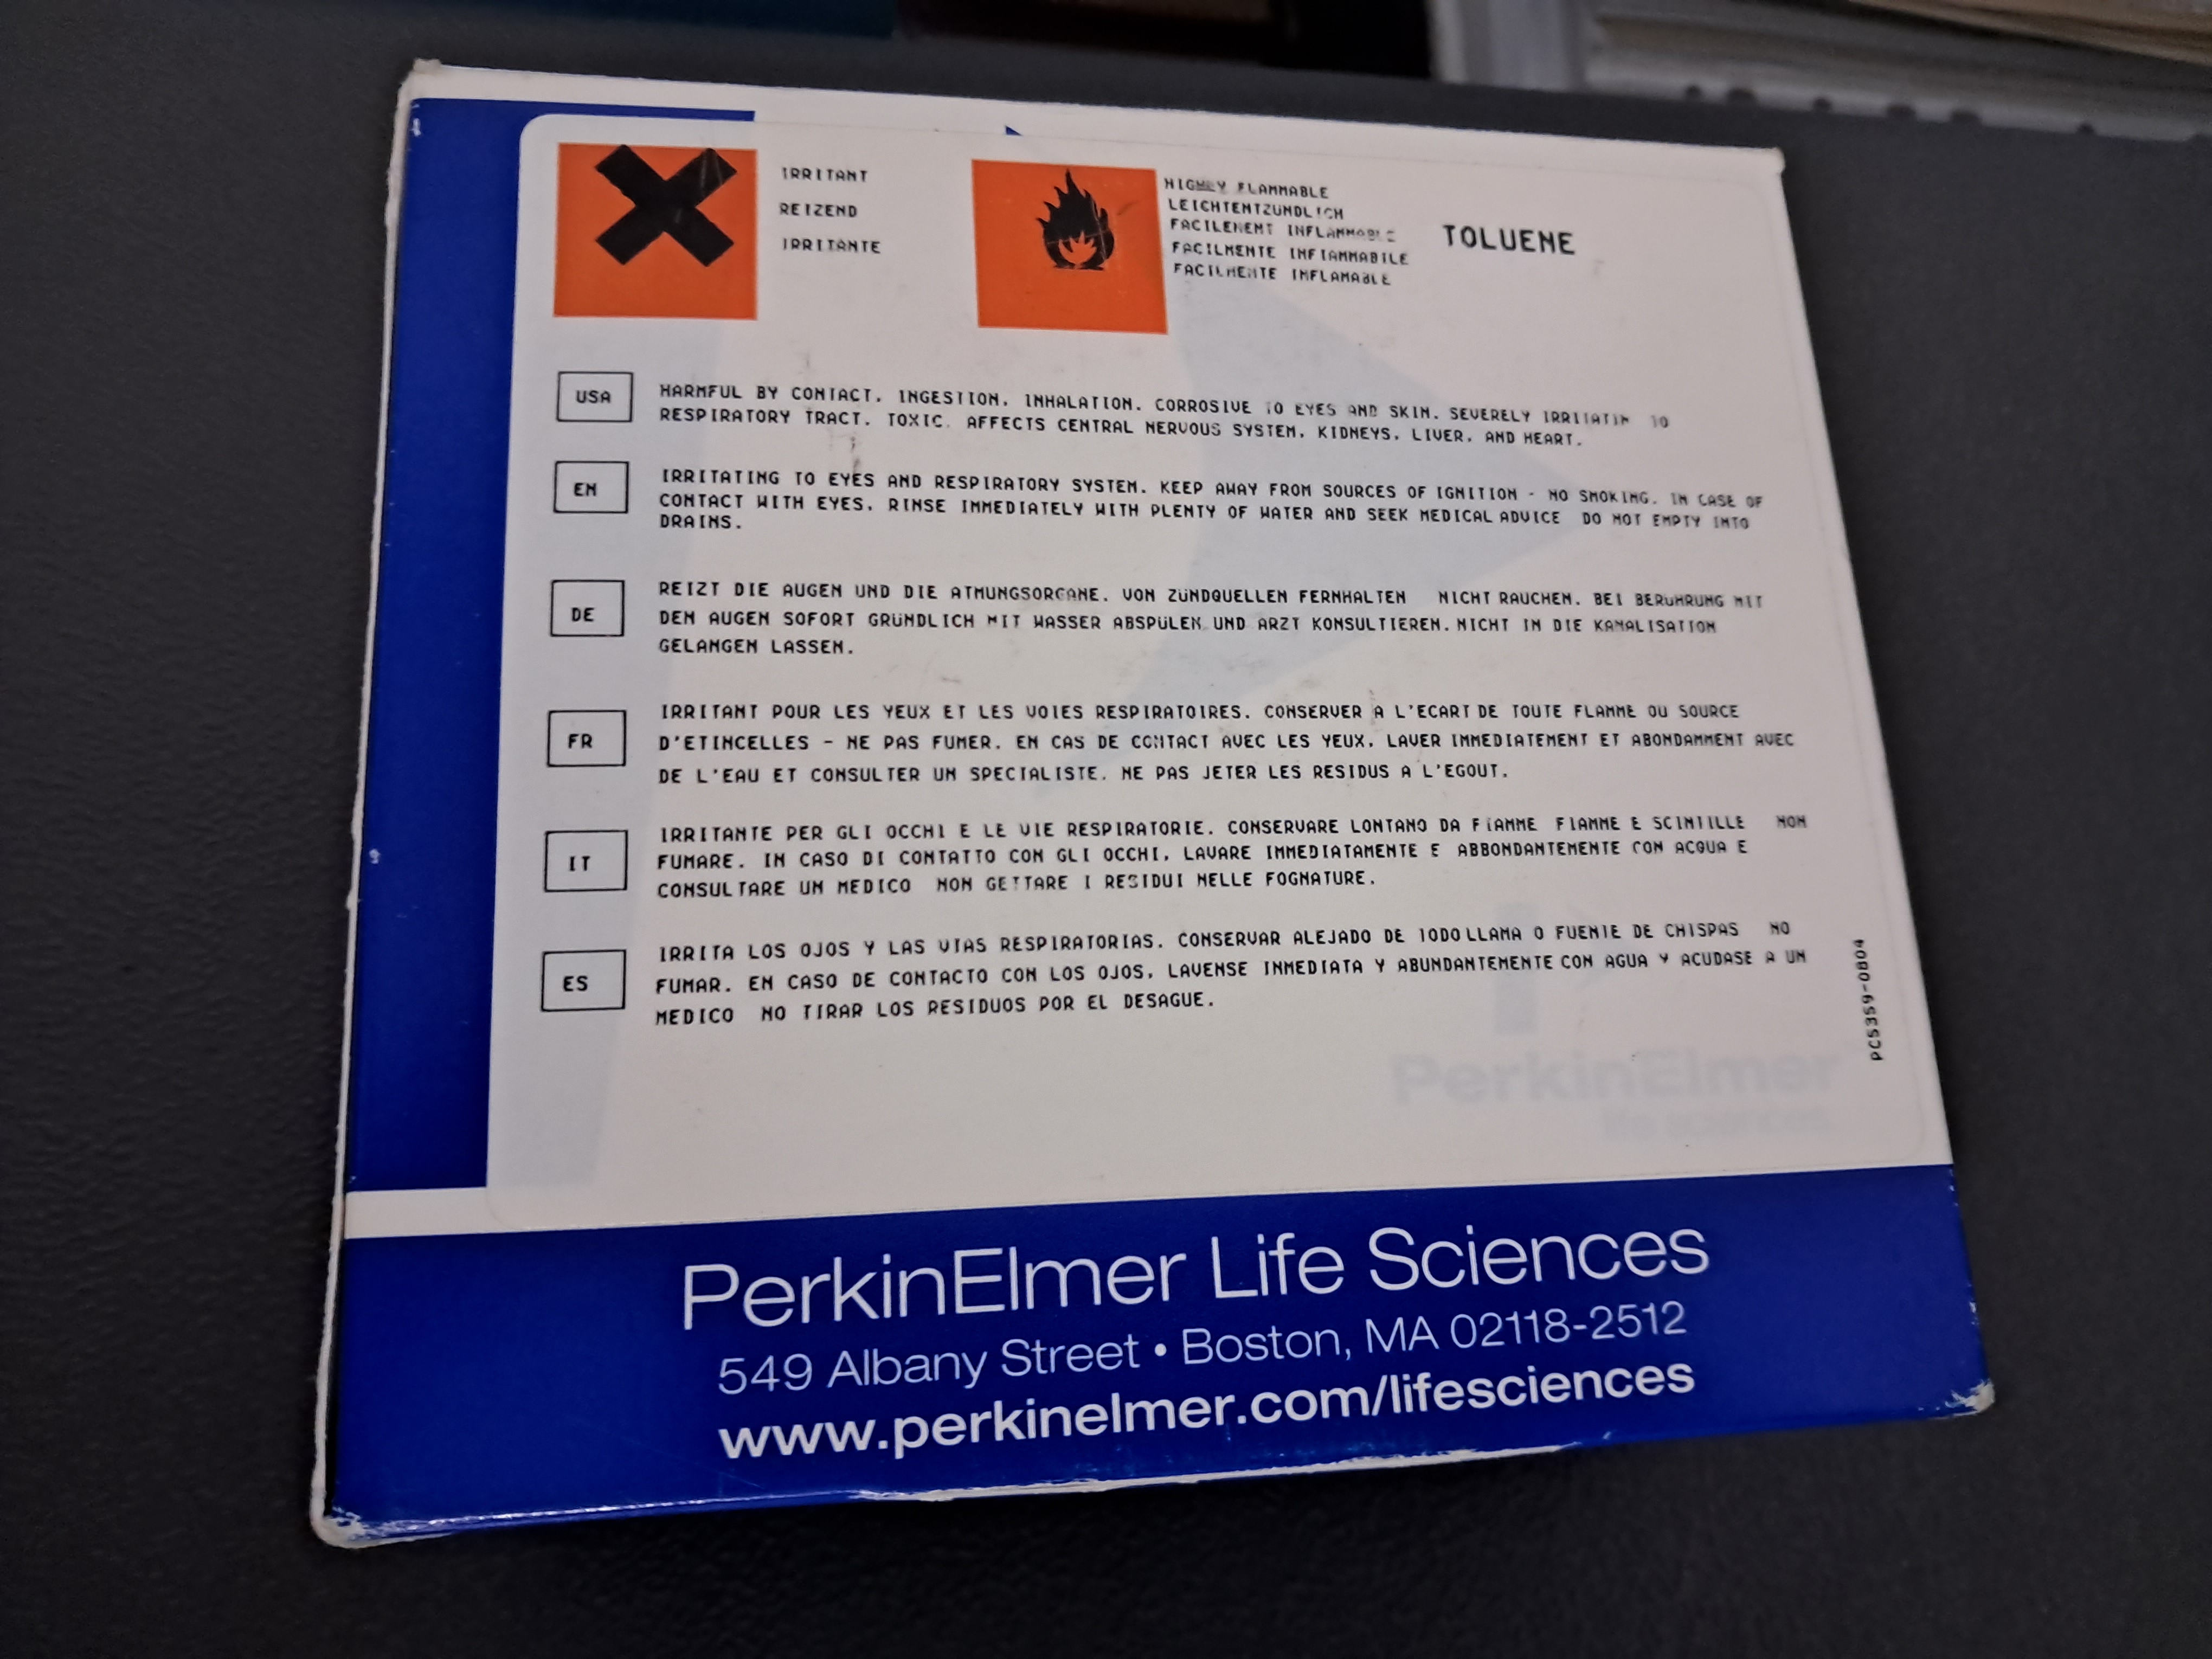 IRRITANT
REIZEND
IRRITANTE
HIGHLY FLAMMABLE
LEICHTENTZÜNDLICH
FACILEMENT INFLAMMABLE
FACILMENTE INFIAMMABILE
FACILMENTE INFLAMABLE
TOLUENE
USA
HARMFUL BY CONTACT, INGESTION, INHALATION. CORROSIVE TO EYES AND SKIN. SEVERELY IRRITATIN TO
RESPIRATORY TRACT. TOXIC. AFFECTS CENTRAL NERVOUS SYSTEM, KIDNEYS, LIVER, AND HEART.
EN
IRRITATING TO EYES AND RESPIRATORY SYSTEM. KEEP AWAY FROM SOURCES OF IGNITION - NO SMOKING. IN CASE OF
CONTACT WITH EYES, RINSE IMMEDIATELY WITH PLENTY OF WATER AND SEEK MEDICAL ADVICE DO NOT EMPTY INTO
DRAINS.
DE
REIZT DIE AUGEN UND DIE ATMUNGSORGANE. VON ZÜNDQUELLEN FERNHALTEN NICHT RAUCHEN. BEI BERÜHRUNG MIT
DEN AUGEN SOFORT GRÜNDLICH MIT WASSER ABSPÜLEN UND ARZT KONSULTIEREN. NICHT IN DIE KANALISATION
GELANGEN LASSEN.
FR
IRRITANT POUR LES YEUX ET LES VOIES RESPIRATOIRES. CONSERVER A L'ECART DE TOUTE FLAMME OU SOURCE
D'ETINCELLES - NE PAS FUMER. EN CAS DE CONTACT AVEC LES YEUX, LAVER IMMEDIATEMENT ET ABONDAMMENT AVEC
DE L'EAU ET CONSULTER UN SPECIALISTE. NE PAS JETER LES RESIDUS A L'EGOUT.
IT
IRRITANTE PER GLI OCCHI E LE VIE RESPIRATORIE. CONSERVARE LONTANO DA FIAMME FIAMME E SCINTILLE NON
FUMARE. IN CASO DI CONTATTO CON GLI OCCHI, LAVARE IMMEDIATAMENTE E ABBONDANTEMENTE CON ACQUA E
CONSULTARE UN MEDICO NON GETTARE I RESIDUI NELLE FOGNATURE.
ES
IRRITA LOS OJOS Y LAS VIAS RESPIRATORIAS. CONSERVAR ALEJADO DE TODO LLAMA O FUENTE DE CHISPAS NO
FUMAR. EN CASO DE CONTACTO CON LOS OJOS, LAVENSE INMEDIATA Y ABUNDANTEMENTE CON AGUA Y ACUDASE A UN
MEDICO NO TIRAR LOS RESIDUOS POR EL DESAGUE.
PC5359-0804
PerkinElmer
life sciences.
PerkinElmer Life Sciences
549 Albany Street • Boston, MA 02118-2512
www.perkinelmer.com/lifesciences